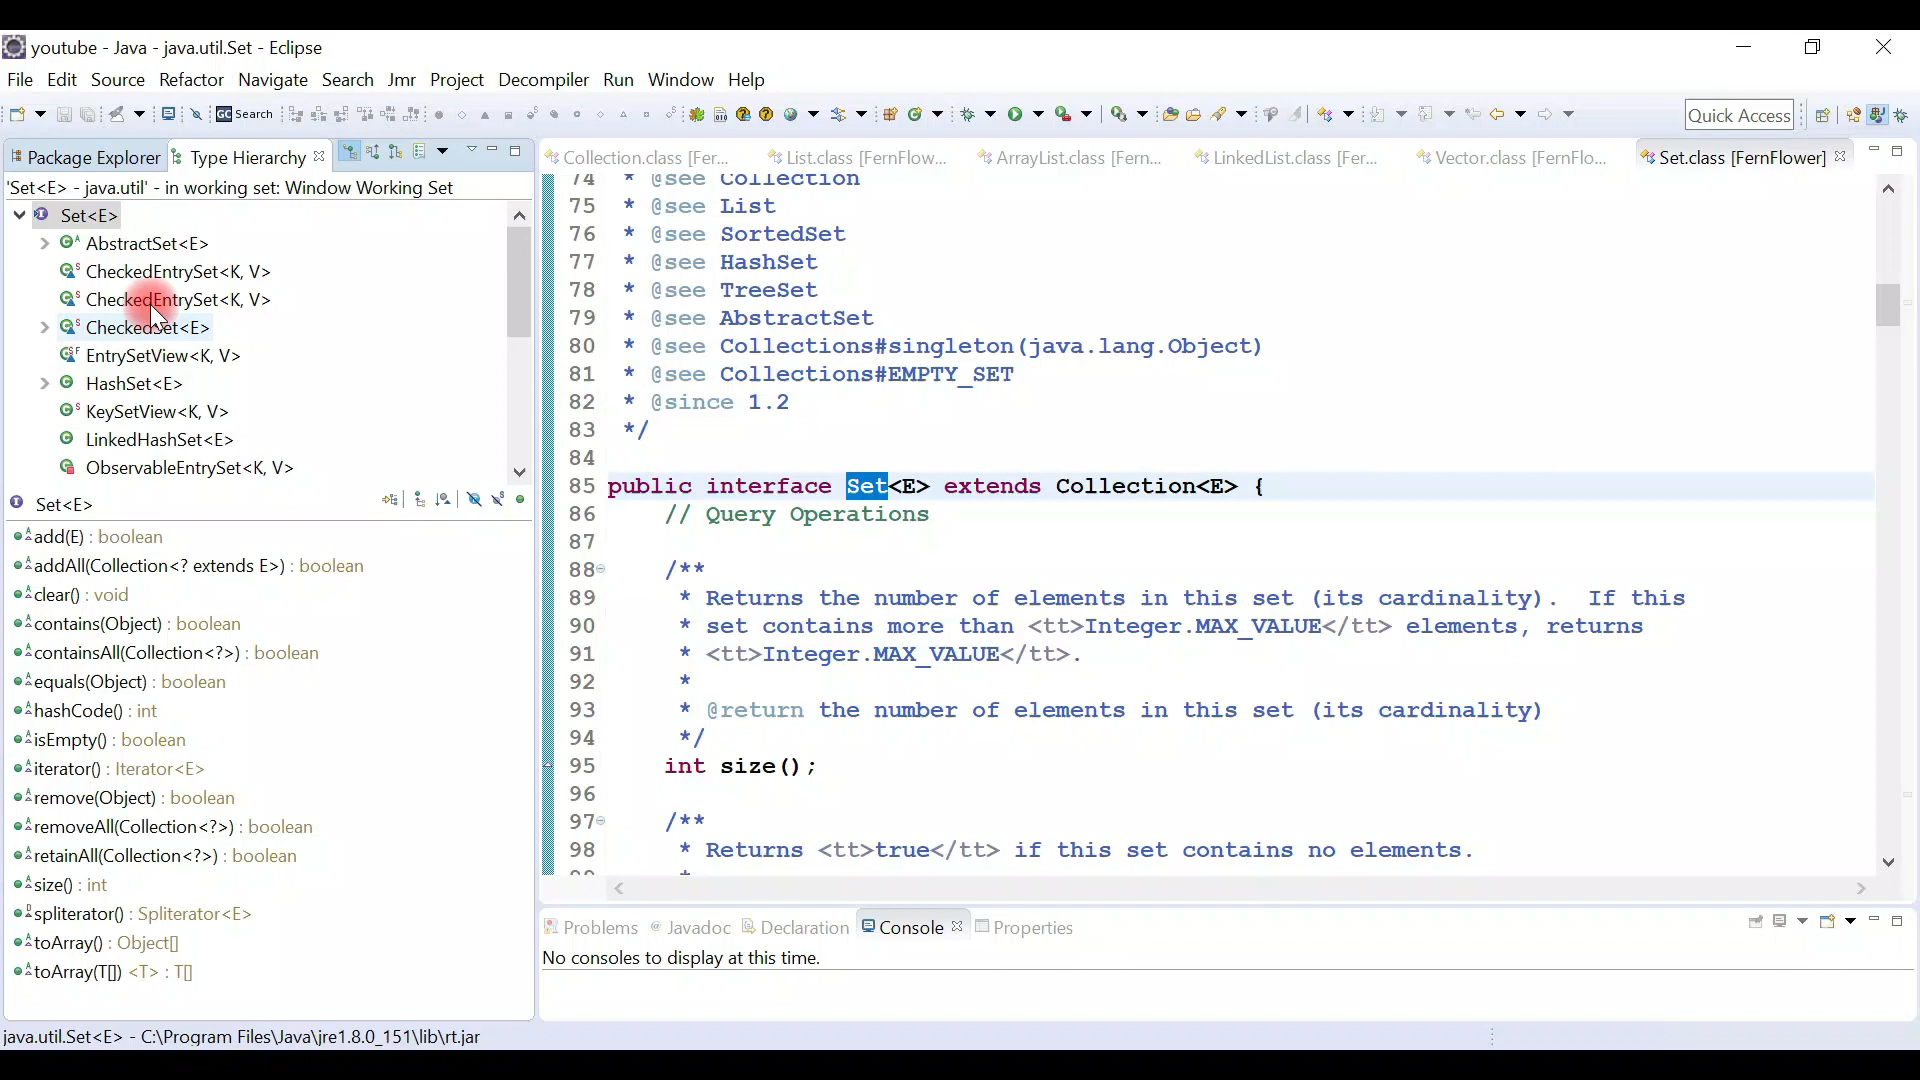 youtube - Java - java.util.Set - Eclipse
File Edit Source Refactor Navigate Search Jmr Project Decompiler Run Window Help
GC Search
Quick Access
Package Explorer
Type Hierarchy
Collection.class [Fer...
List.class [FernFlow...
ArrayList.class [Fern...
LinkedList.class [Fer...
Vector.class [FernFlo...
Set.class [FernFlower]
'Set<E> - java.util' - in working set: Window Working Set
Set<E>
AbstractSet<E>
CheckedEntrySet<K, V>
CheckedEntrySet<K, V>
CheckedSet<E>
EntrySetView<K, V>
HashSet<E>
KeySetView<K, V>
LinkedHashSet<E>
ObservableEntrySet<K, V>
Set<E>
add(E) : boolean
addAll(Collection<? extends E>) : boolean
clear() : void
contains(Object) : boolean
containsAll(Collection<?>) : boolean
equals(Object) : boolean
hashCode() : int
isEmpty() : boolean
iterator() : Iterator<E>
remove(Object) : boolean
removeAll(Collection<?>) : boolean
retainAll(Collection<?>) : boolean
size() : int
spliterator() : Spliterator<E>
toArray() : Object[]
toArray(T[]) <T> : T[]
74 * @see Collection
75 * @see List
76 * @see SortedSet
77 * @see HashSet
78 * @see TreeSet
79 * @see AbstractSet
80 * @see Collections#singleton(java.lang.Object)
81 * @see Collections#EMPTY_SET
82 * @since 1.2
83 */
84
85 public interface Set<E> extends Collection<E> {
86 // Query Operations
87
88 /**
89 * Returns the number of elements in this set (its cardinality). If this
90 * set contains more than <tt>Integer.MAX_VALUE</tt> elements, returns
91 * <tt>Integer.MAX_VALUE</tt>.
92 *
93 * @return the number of elements in this set (its cardinality)
94 */
95 int size();
96
97 /**
98 * Returns <tt>true</tt> if this set contains no elements.
Problems @ Javadoc Declaration Console Properties
No consoles to display at this time.
java.util.Set<E> - C:\Program Files\Java\jre1.8.0_151\lib\rt.jar